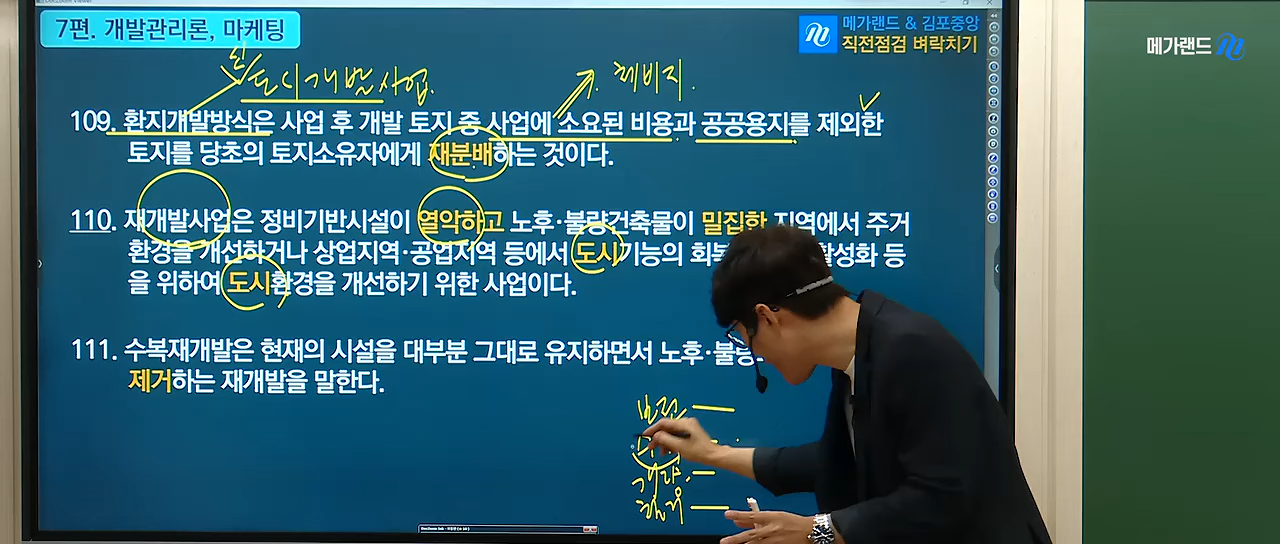 7편. 개발관리론, 마케팅
메가랜드 & 김포중앙
직전점검 벼락치기
메가랜드
도시개발사업.
체비지.
109. 환지개발방식은 사업 후 개발 토지 중 사업에 소요된 비용과 공공용지를 제외한
토지를 당초의 토지소유자에게 재분배하는 것이다.
110. 재개발사업은 정비기반시설이 열악하고 노후·불량건축물이 밀집한 지역에서 주거
환경을 개선하거나 상업지역·공업지역 등에서 도시기능의 회복 활성화 등
을 위하여 도시환경을 개선하기 위한 사업이다.
111. 수복재개발은 현재의 시설을 대부분 그대로 유지하면서 노후·불량
제거하는 재개발을 말한다.
보전
개량
철거